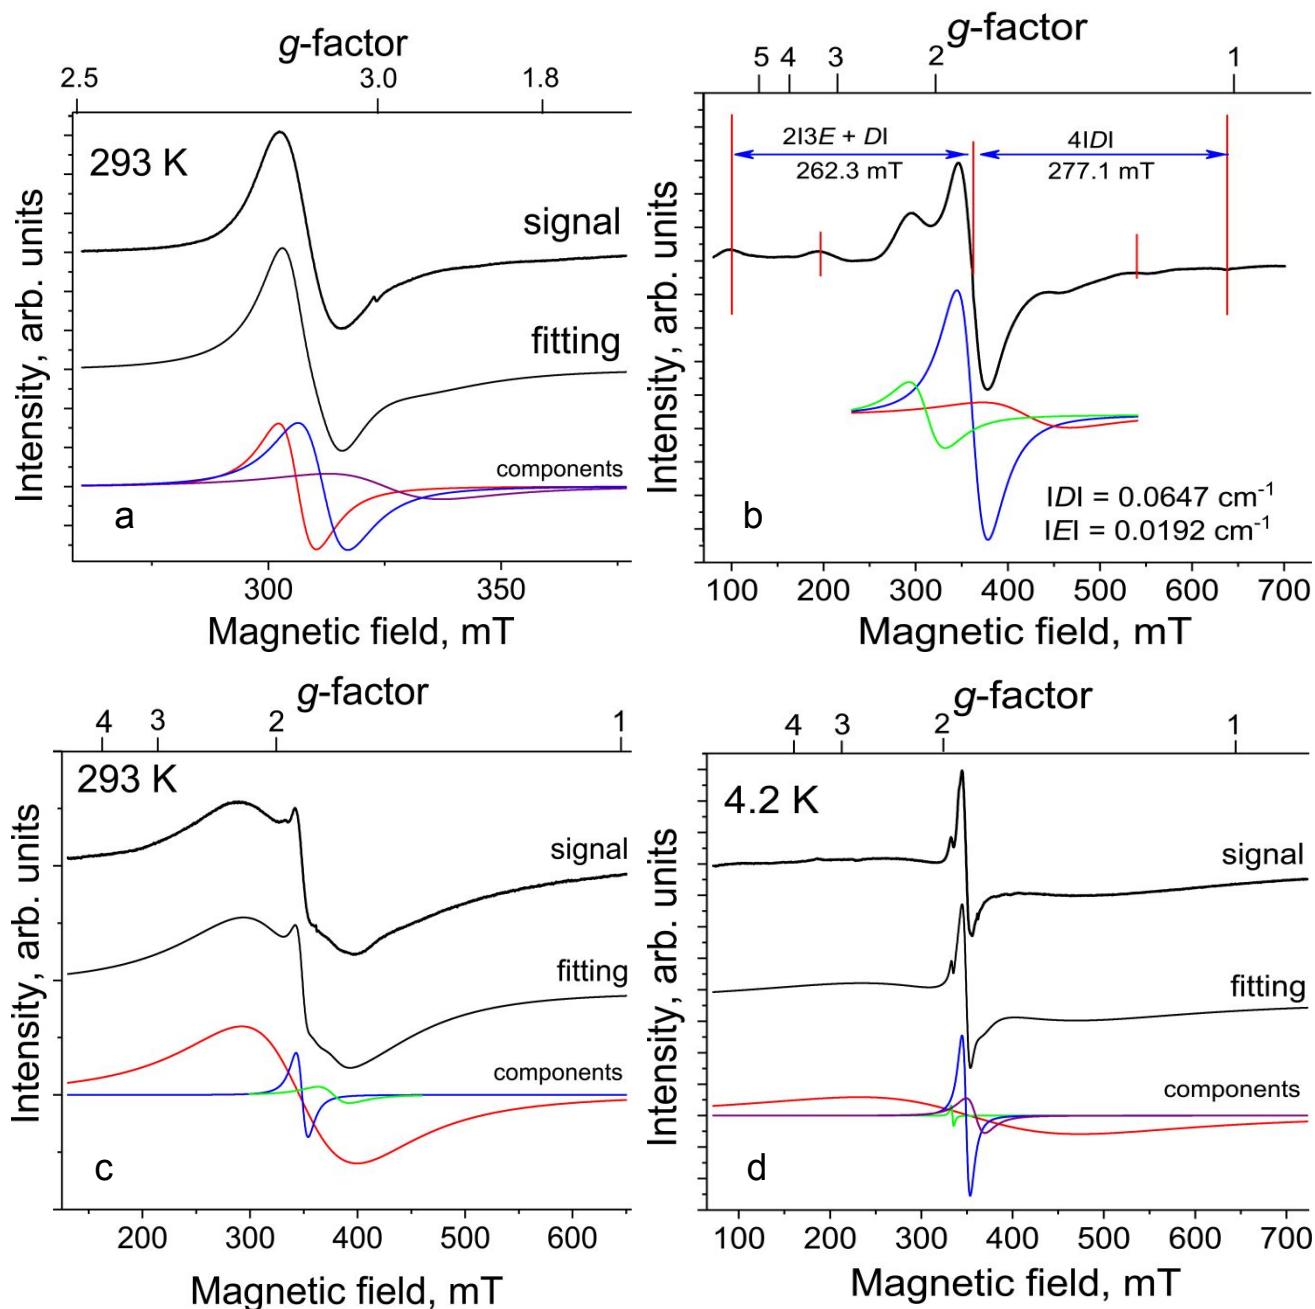 g-factor
2.5 3.0 1.8
293 K
signal
fitting
components
a
Intensity, arb. units
300 350
Magnetic field, mT
g-factor
5 4 3 2 1
2I3E + DI 4IDI
262.3 mT 277.1 mT
IDI = 0.0647 cm⁻¹
IEI = 0.0192 cm⁻¹
b
Intensity, arb. units
100 200 300 400 500 600 700
Magnetic field, mT
g-factor
4 3 2 1
293 K
signal
fitting
components
c
Intensity, arb. units
200 300 400 500 600
Magnetic field, mT
g-factor
4 3 2 1
4.2 K
signal
fitting
components
d
Intensity, arb. units
100 200 300 400 500 600 700
Magnetic field, mT